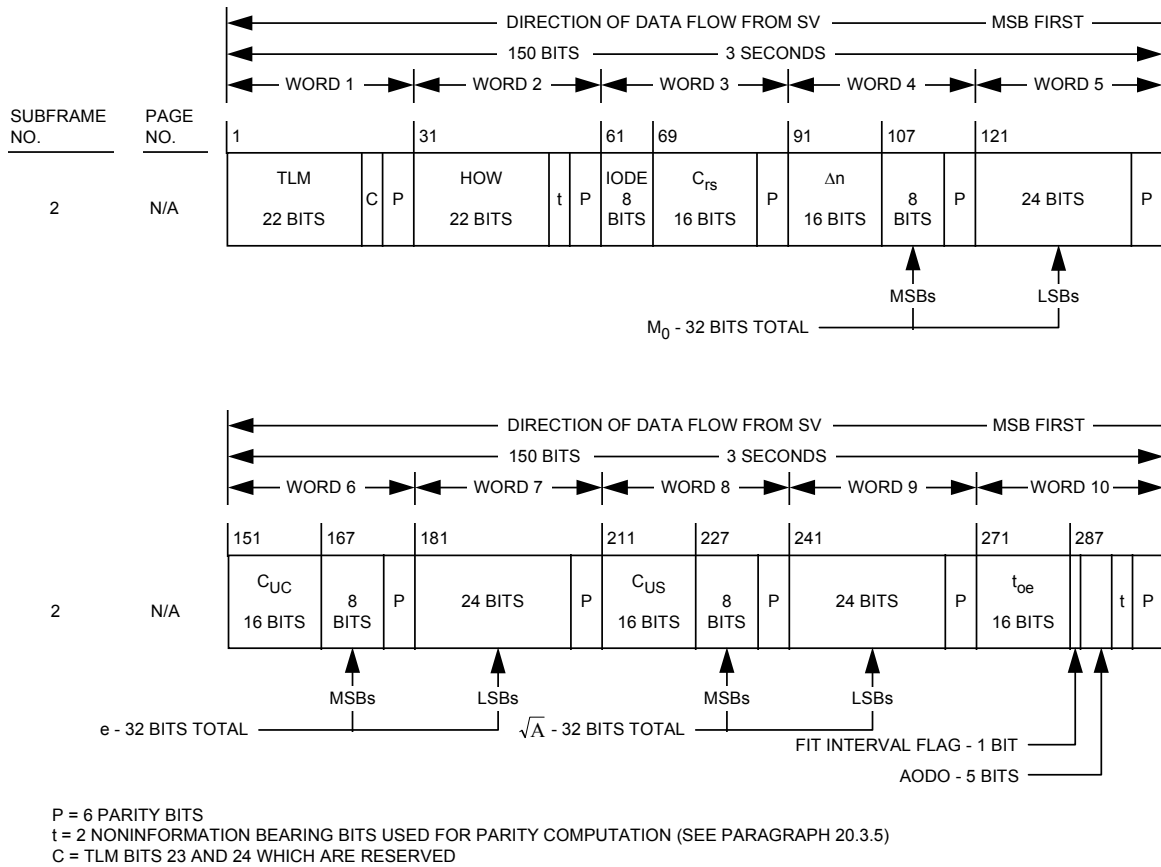 DIRECTION OF DATA FLOW FROM SV MSB FIRST
150 BITS 3 SECONDS
WORD 1 WORD 2 WORD 3 WORD 4 WORD 5
SUBFRAME NO. PAGE NO.
1 31 61 69 91 107 121
2 N/A
TLM 22 BITS C P HOW 22 BITS t P IODE 8 BITS C_rs 16 BITS P Δn 16 BITS 8 BITS P 24 BITS P
MSBs LSBs
M_0 - 32 BITS TOTAL
DIRECTION OF DATA FLOW FROM SV MSB FIRST
150 BITS 3 SECONDS
WORD 6 WORD 7 WORD 8 WORD 9 WORD 10
151 167 181 211 227 241 271 287
2 N/A
C_UC 16 BITS 8 BITS P 24 BITS P C_US 16 BITS 8 BITS P 24 BITS P t_oe 16 BITS t P
MSBs LSBs MSBs LSBs
e - 32 BITS TOTAL √A - 32 BITS TOTAL
FIT INTERVAL FLAG - 1 BIT
AODO - 5 BITS
P = 6 PARITY BITS
t = 2 NONINFORMATION BEARING BITS USED FOR PARITY COMPUTATION (SEE PARAGRAPH 20.3.5)
C = TLM BITS 23 AND 24 WHICH ARE RESERVED